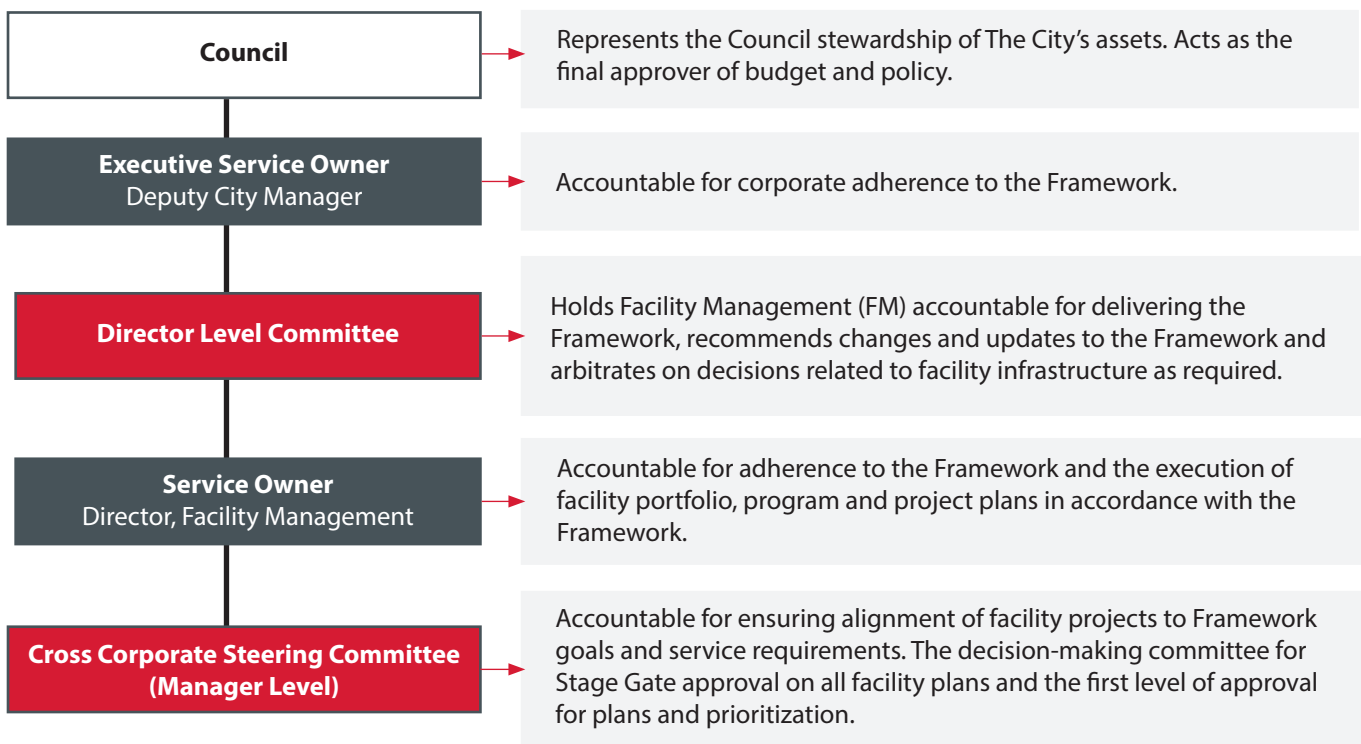 Council
Represents the Council stewardship of The City’s assets. Acts as the
final approver of budget and policy.
Executive Service Owner
Deputy City Manager
Accountable for corporate adherence to the Framework.
Director Level Committee
Holds Facility Management (FM) accountable for delivering the
Framework, recommends changes and updates to the Framework and
arbitrates on decisions related to facility infrastructure as required.
Service Owner
Director, Facility Management
Accountable for adherence to the Framework and the execution of
facility portfolio, program and project plans in accordance with the
Framework.
Cross Corporate Steering Committee
(Manager Level)
Accountable for ensuring alignment of facility projects to Framework
goals and service requirements. The decision-making committee for
Stage Gate approval on all facility plans and the first level of approval
for plans and prioritization.